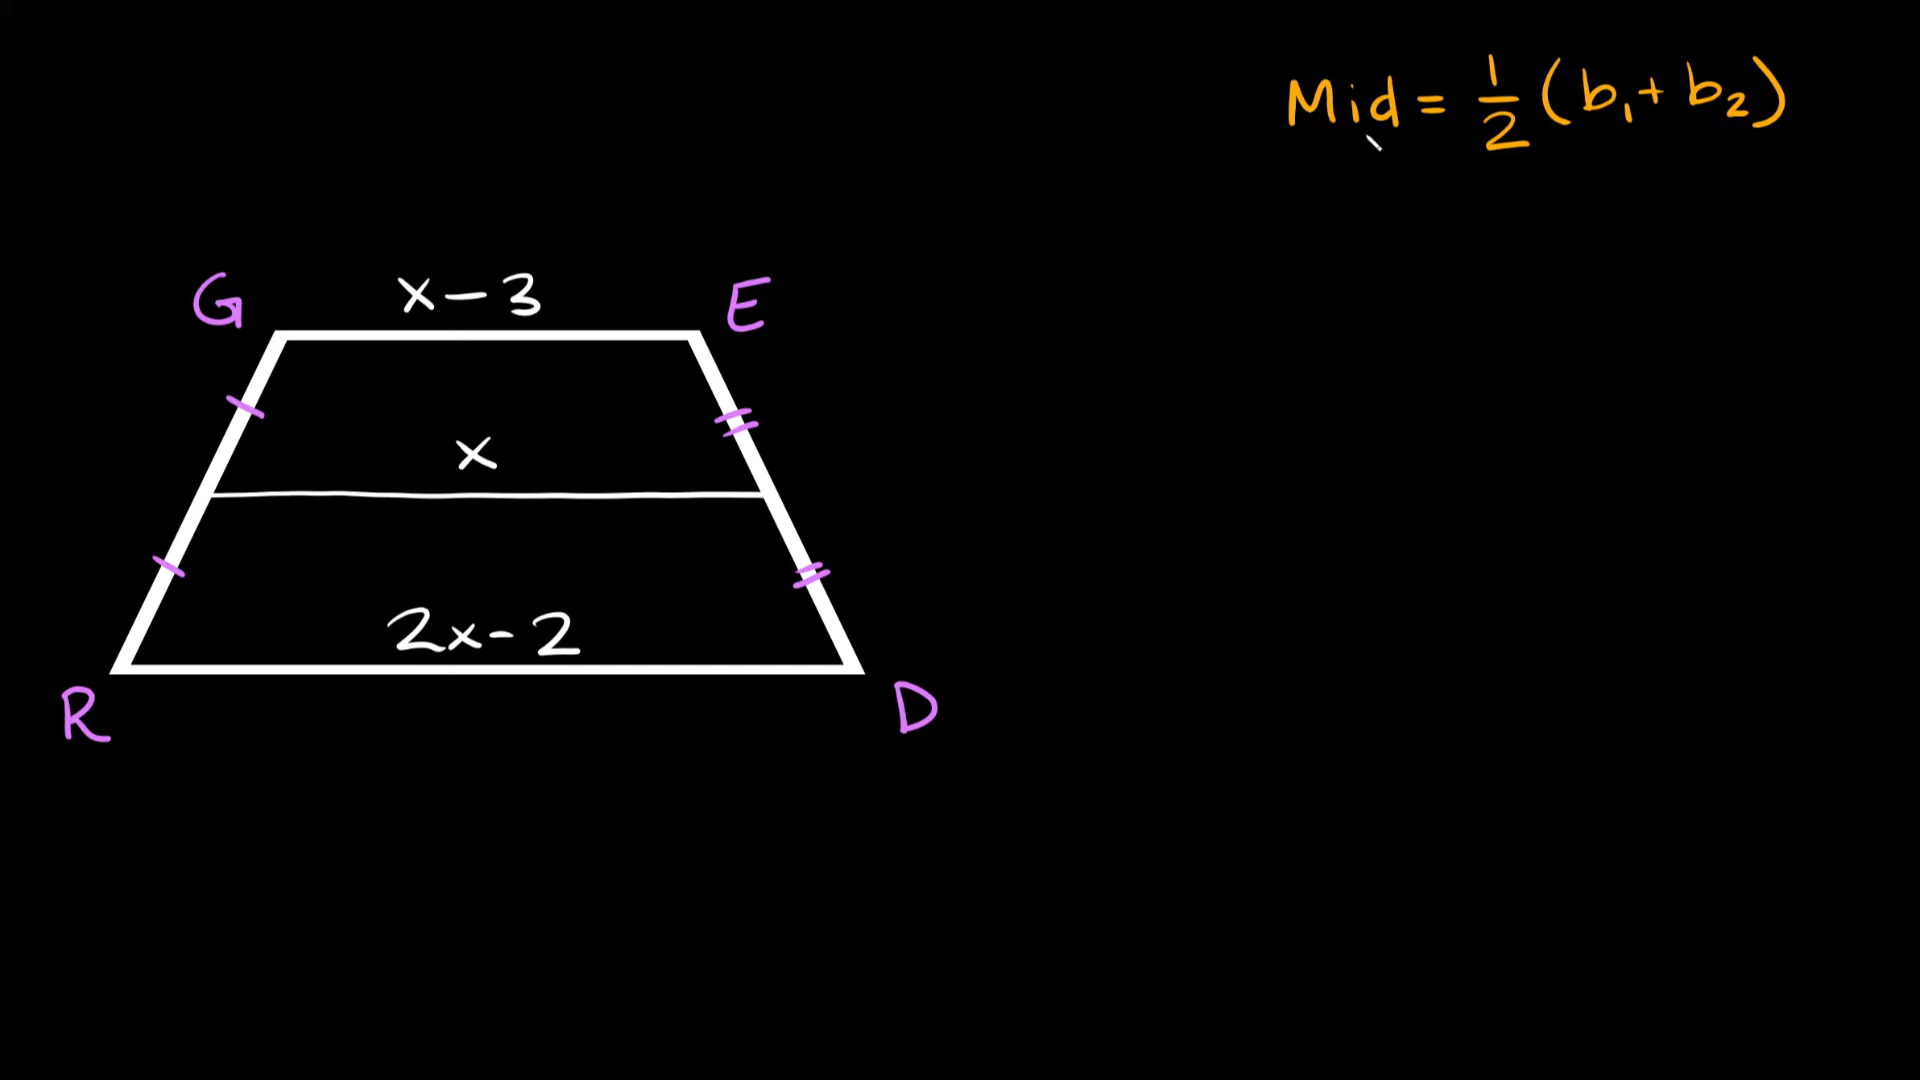 Mid = 1/2 (b₁ + b₂)
G x - 3 E
x
2x - 2
R D